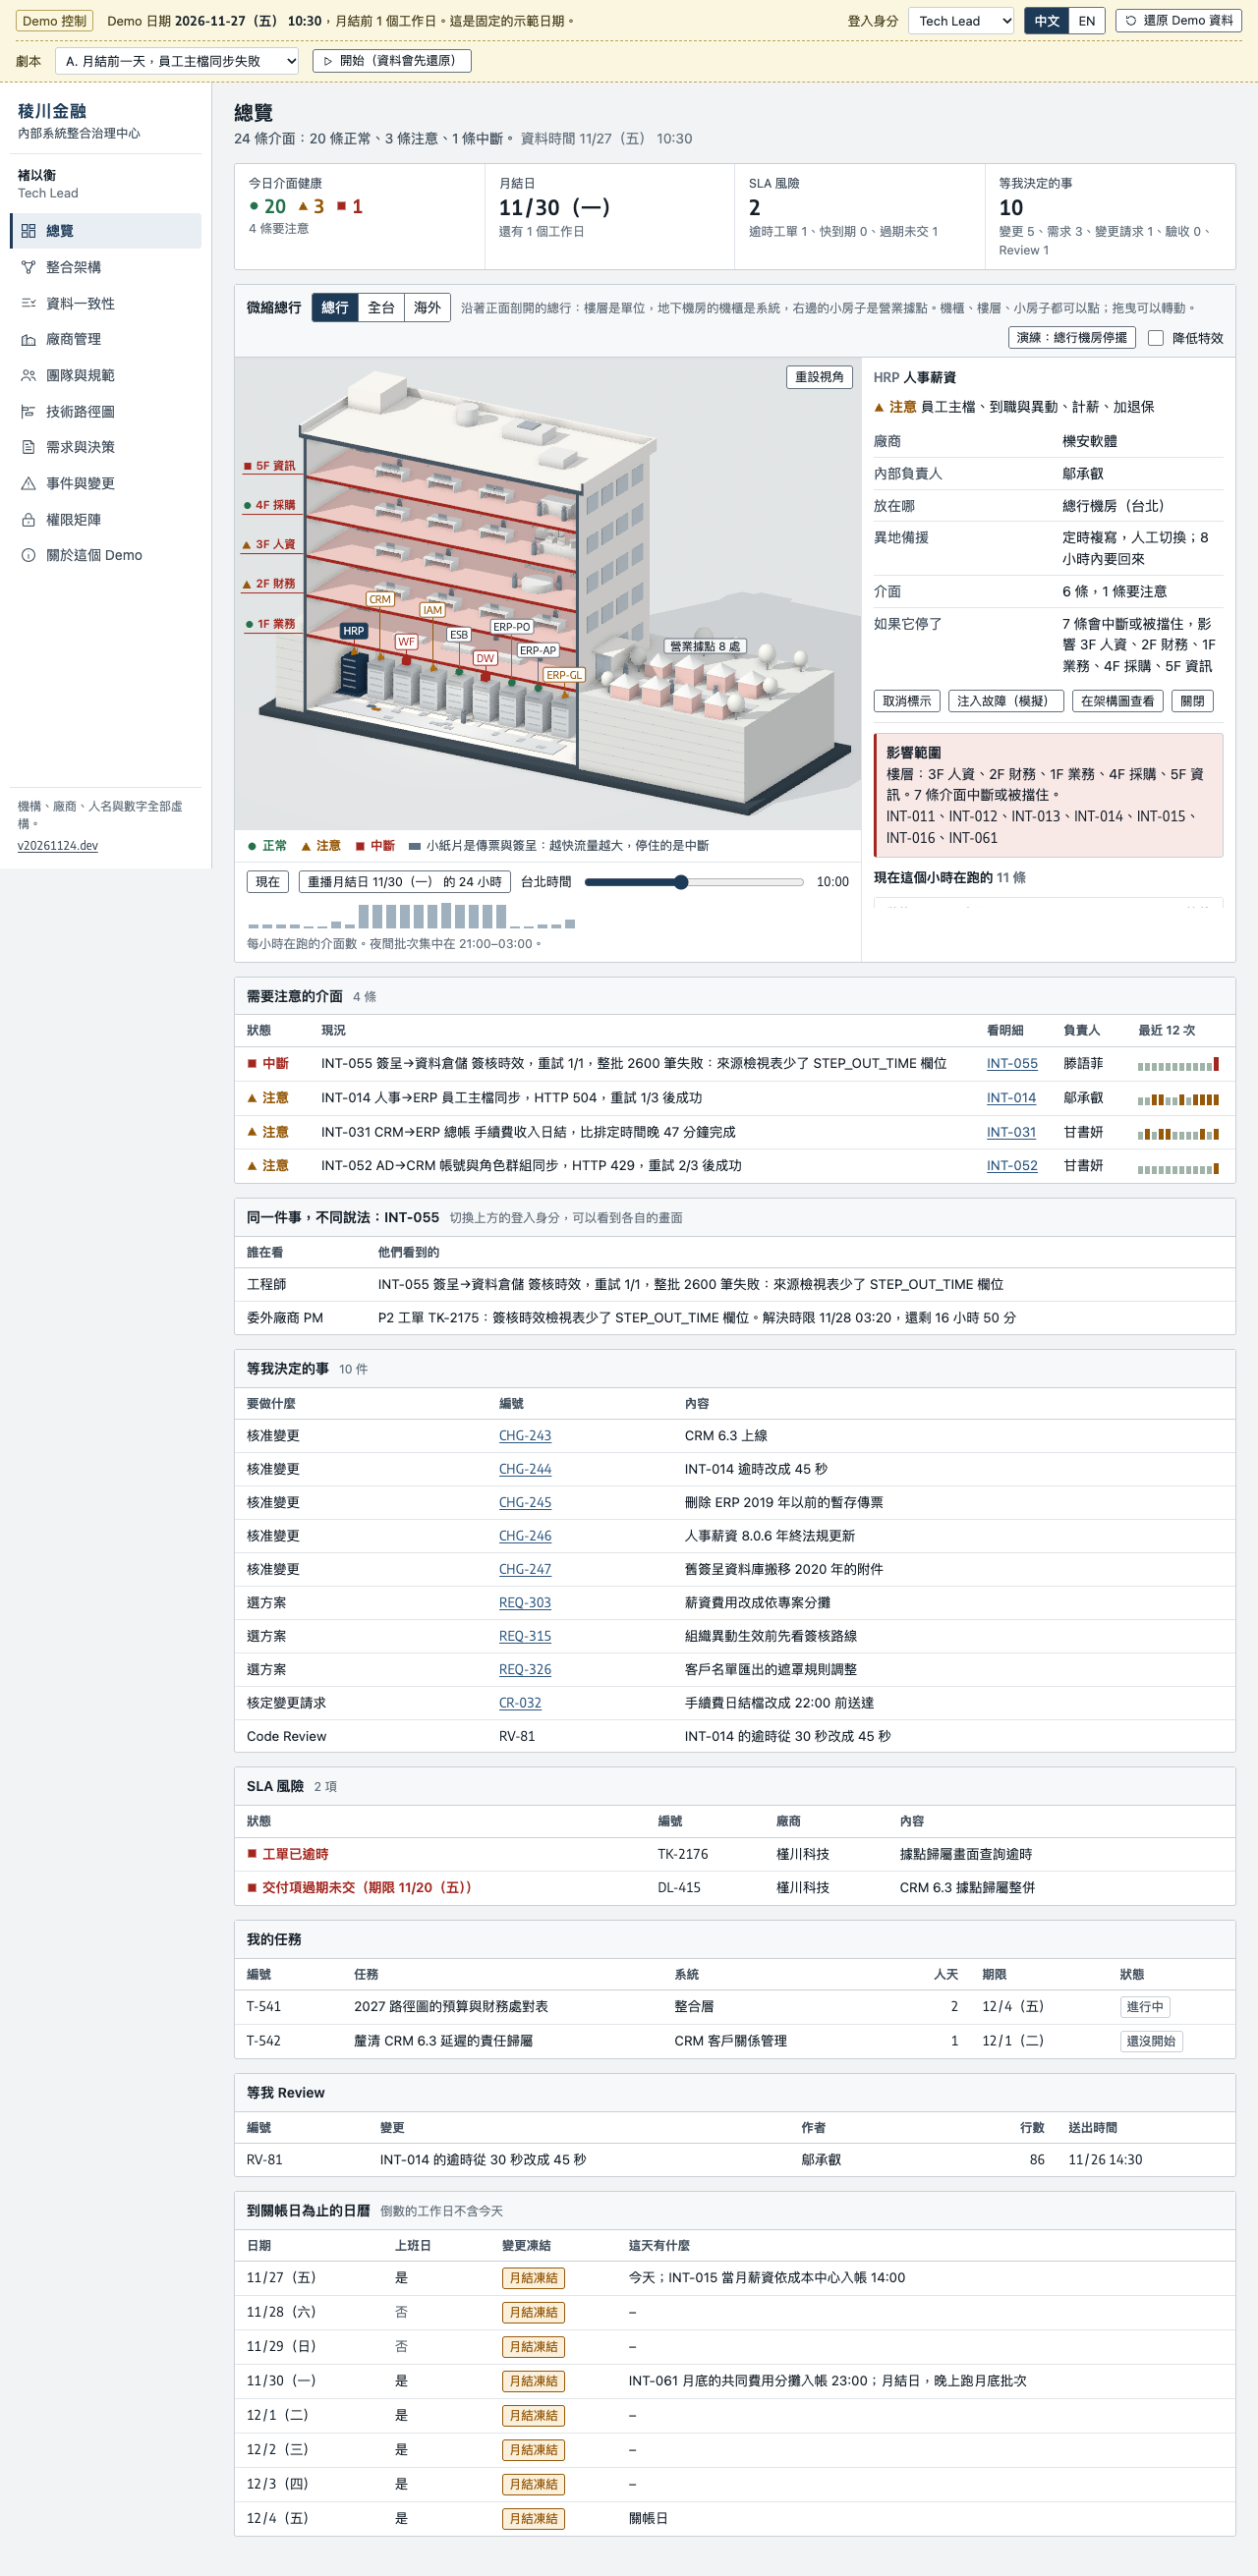 Demo 控制 Demo 日期 2026-11-27（五） 10:30，月結前 1 個工作日。這是固定的示範日期。 登入身分 Tech Lead 中文 EN 還原 Demo 資料
劇本 A. 月結前一天，員工主檔同步失敗 開始（資料會先還原）
稜川金融
內部系統整合治理中心
褚以衡
Tech Lead
總覽
整合架構
資料一致性
廠商管理
團隊與規範
技術路徑圖
需求與決策
事件與變更
權限矩陣
關於這個 Demo
機構、廠商、人名與數字全部虛構。
v20261124.dev
總覽
24 條介面：20 條正常、3 條注意、1 條中斷。 資料時間 11/27（五） 10:30
今日介面健康
20 3 1
4 條要注意
月結日
11/30（一）
還有 1 個工作日
SLA 風險
2
逾時工單 1、快到期 0、過期未交 1
等我決定的事
10
變更 5、需求 3、變更請求 1、驗收 0、
Review 1
微縮總行 總行 全台 海外 沿著正面剖開的總行：樓層是單位，地下機房的機櫃是系統，右邊的小房子是營業據點。機櫃、樓層、小房子都可以點；拖曳可以轉動。
演練：總行機房停擺 降低特效
重設視角
5F 資訊
4F 採購
3F 人資
2F 財務
1F 業務
HRP
CRM
WF
IAM
ESB
DW
ERP-PO
ERP-AP
ERP-GL
營業據點 8 處
正常 注意 中斷 小紙片是傳票與簽呈：越快流量越大，停住的是中斷
現在 重播月結日 11/30（一） 的 24 小時 台北時間 10:00
每小時在跑的介面數。夜間批次集中在 21:00–03:00。
HRP 人事薪資
注意 員工主檔、到職與異動、計薪、加退保
廠商 櫟安軟體
內部負責人 鄔承叡
放在哪 總行機房（台北）
異地備援 定時複寫，人工切換；8
小時內要回來
介面 6 條，1 條要注意
如果它停了 7 條會中斷或被擋住，影
響 3F 人資、2F 財務、1F
業務、4F 採購、5F 資訊
取消標示 注入故障（模擬） 在架構圖查看 關閉
影響範圍
樓層：3F 人資、2F 財務、1F 業務、4F 採購、5F 資
訊。7 條介面中斷或被擋住。
INT-011、INT-012、INT-013、INT-014、INT-015、
INT-016、INT-061
現在這個小時在跑的 11 條
需要注意的介面 4 條
狀態 現況 看明細 負責人 最近 12 次
中斷 INT-055 簽呈→資料倉儲 簽核時效，重試 1/1，整批 2600 筆失敗：來源檢視表少了 STEP_OUT_TIME 欄位 INT-055 滕語菲
注意 INT-014 人事→ERP 員工主檔同步，HTTP 504，重試 1/3 後成功 INT-014 鄔承叡
注意 INT-031 CRM→ERP 總帳 手續費收入日結，比排定時間晚 47 分鐘完成 INT-031 甘書妍
注意 INT-052 AD→CRM 帳號與角色群組同步，HTTP 429，重試 2/3 後成功 INT-052 甘書妍
同一件事，不同說法：INT-055 切換上方的登入身分，可以看到各自的畫面
誰在看 他們看到的
工程師 INT-055 簽呈→資料倉儲 簽核時效，重試 1/1，整批 2600 筆失敗：來源檢視表少了 STEP_OUT_TIME 欄位
委外廠商 PM P2 工單 TK-2175：簽核時效檢視表少了 STEP_OUT_TIME 欄位。解決時限 11/28 03:20，還剩 16 小時 50 分
等我決定的事 10 件
要做什麼 編號 內容
核准變更 CHG-243 CRM 6.3 上線
核准變更 CHG-244 INT-014 逾時改成 45 秒
核准變更 CHG-245 刪除 ERP 2019 年以前的暫存傳票
核准變更 CHG-246 人事薪資 8.0.6 年終法規更新
核准變更 CHG-247 舊簽呈資料庫搬移 2020 年的附件
選方案 REQ-303 薪資費用改成依專案分攤
選方案 REQ-315 組織異動生效前先看簽核路線
選方案 REQ-326 客戶名單匯出的遮罩規則調整
核定變更請求 CR-032 手續費日結檔改成 22:00 前送達
Code Review RV-81 INT-014 的逾時從 30 秒改成 45 秒
SLA 風險 2 項
狀態 編號 廠商 內容
工單已逾時 TK-2176 槿川科技 據點歸屬畫面查詢逾時
交付項過期未交（期限 11/20（五）） DL-415 槿川科技 CRM 6.3 據點歸屬整併
我的任務
編號 任務 系統 人天 期限 狀態
T-541 2027 路徑圖的預算與財務處對表 整合層 2 12/4（五） 進行中
T-542 釐清 CRM 6.3 延遲的責任歸屬 CRM 客戶關係管理 1 12/1（二） 還沒開始
等我 Review
編號 變更 作者 行數 送出時間
RV-81 INT-014 的逾時從 30 秒改成 45 秒 鄔承叡 86 11/26 14:30
到關帳日為止的日曆 倒數的工作日不含今天
日期 上班日 變更凍結 這天有什麼
11/27（五） 是 月結凍結 今天；INT-015 當月薪資依成本中心入帳 14:00
11/28（六） 否 月結凍結 –
11/29（日） 否 月結凍結 –
11/30（一） 是 月結凍結 INT-061 月底的共同費用分攤入帳 23:00；月結日，晚上跑月底批次
12/1（二） 是 月結凍結 –
12/2（三） 是 月結凍結 –
12/3（四） 是 月結凍結 –
12/4（五） 是 月結凍結 關帳日